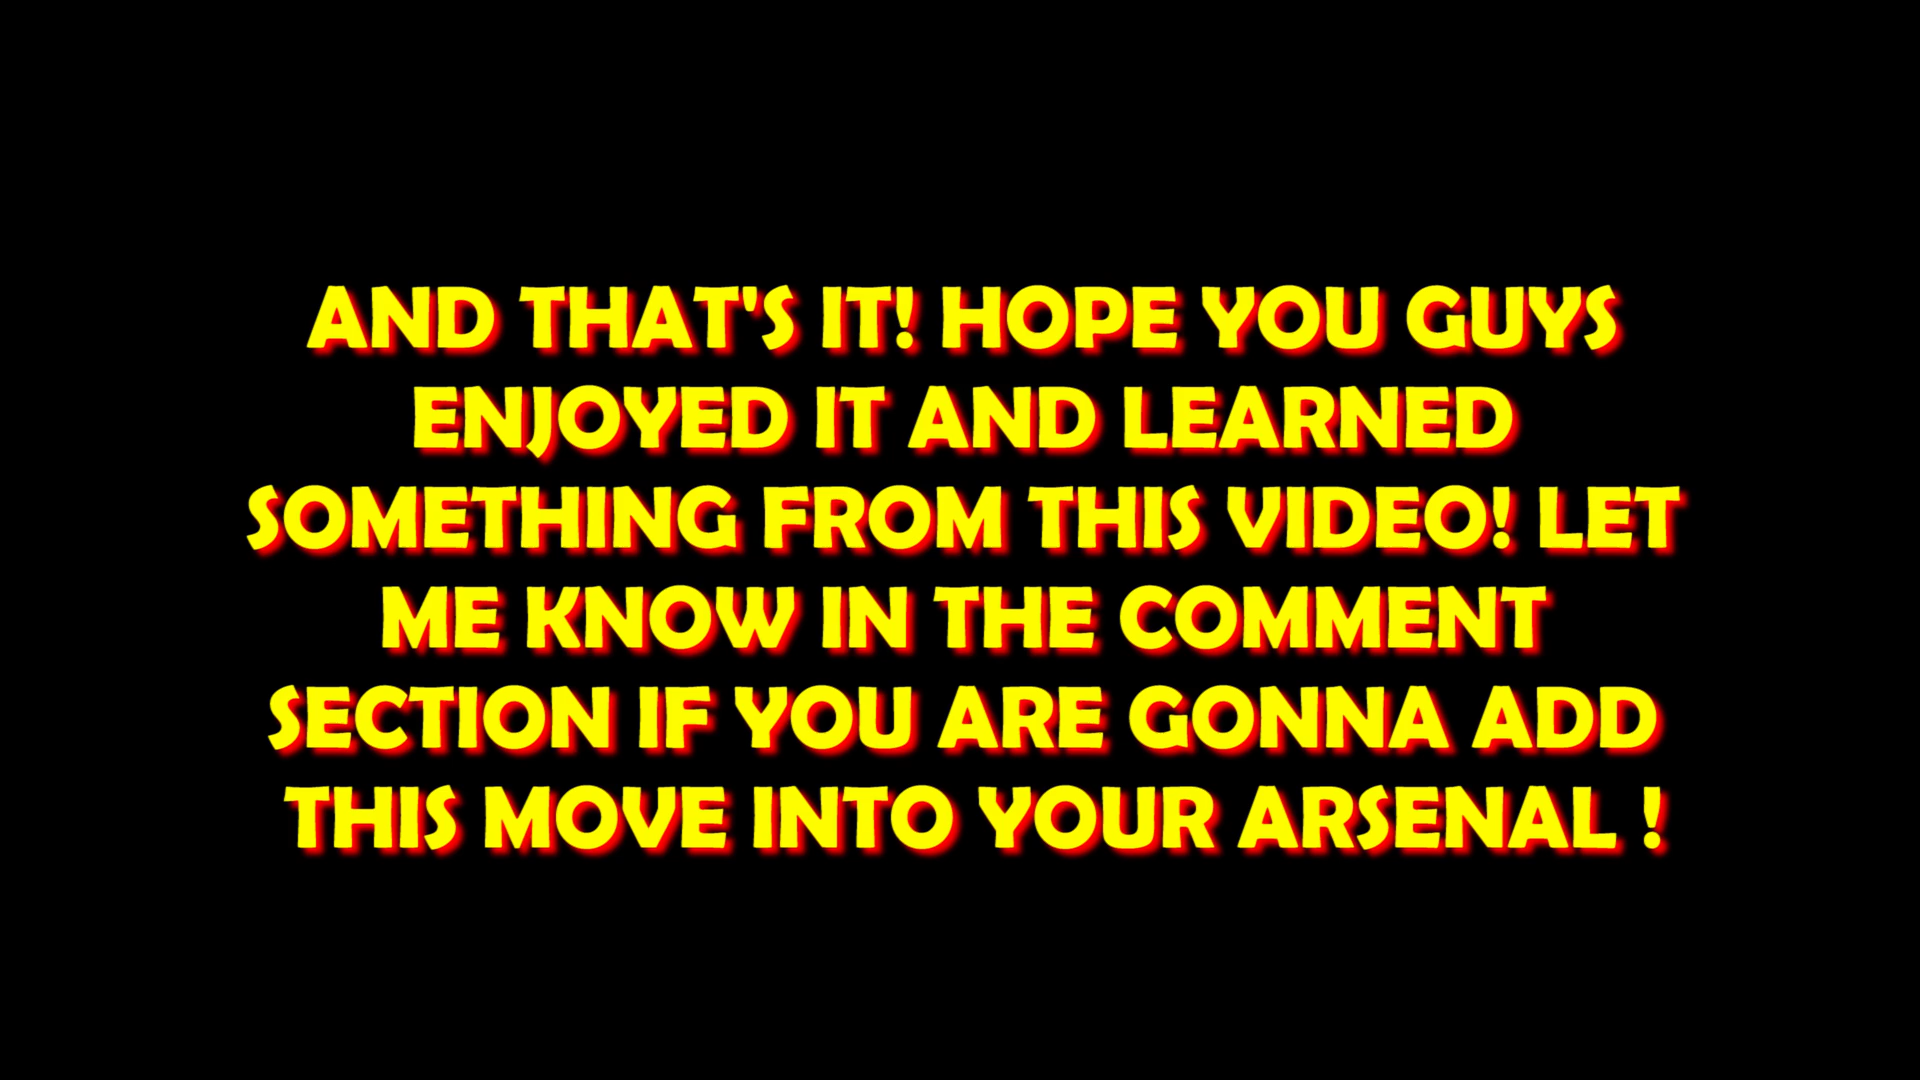 AND THAT'S IT! HOPE YOU GUYS
ENJOYED IT AND LEARNED
SOMETHING FROM THIS VIDEO! LET
ME KNOW IN THE COMMENT
SECTION IF YOU ARE GONNA ADD
THIS MOVE INTO YOUR ARSENAL !